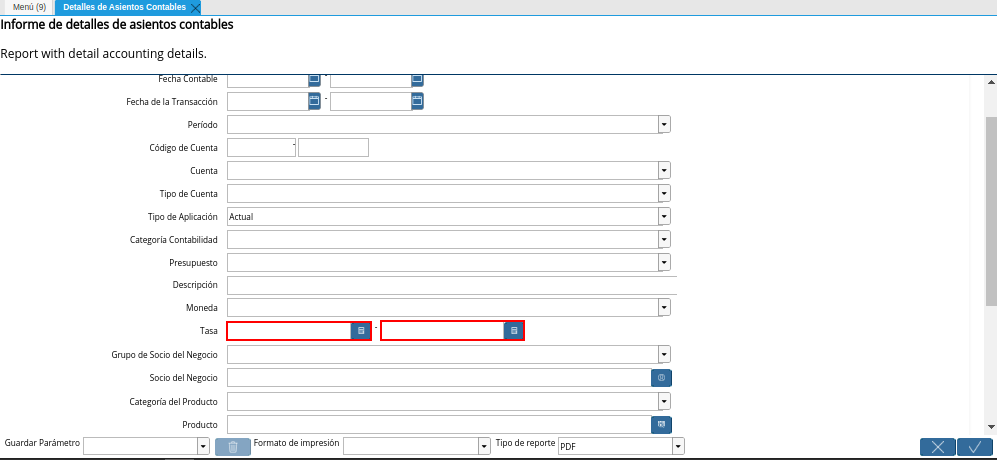 Menú (9)
Detalles de Asientos Contables
Informe de detalles de asientos contables
Report with detail accounting details.
Fecha Contable -
Fecha de la Transacción -
Período
Código de Cuenta -
Cuenta
Tipo de Cuenta
Tipo de Aplicación Actual
Categoría Contabilidad
Presupuesto
Descripción
Moneda
Tasa -
Grupo de Socio del Negocio
Socio del Negocio
Categoría del Producto
Producto
Guardar Parámetro Formato de impresión Tipo de reporte PDF